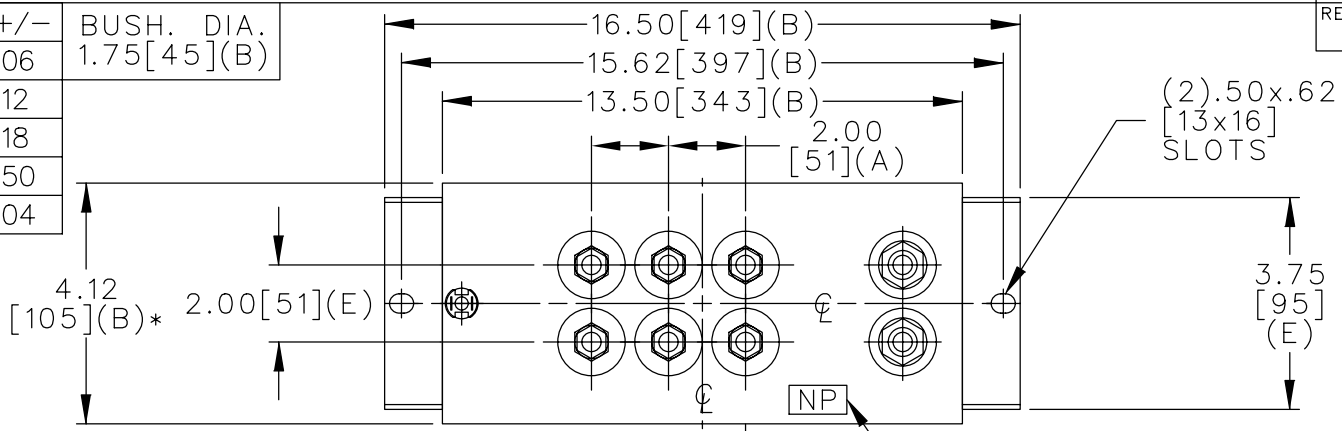 +/-
06
12
18
50
04
BUSH. DIA.
1.75[45](B)
16.50[419](B)
15.62[397](B)
13.50[343](B)
2.00
[51](A)
RE
(2).50x.62
[13x16]
SLOTS
4.12
[105](B)*
2.00[51](E)
℄
℄
3.75
[95]
(E)
NP